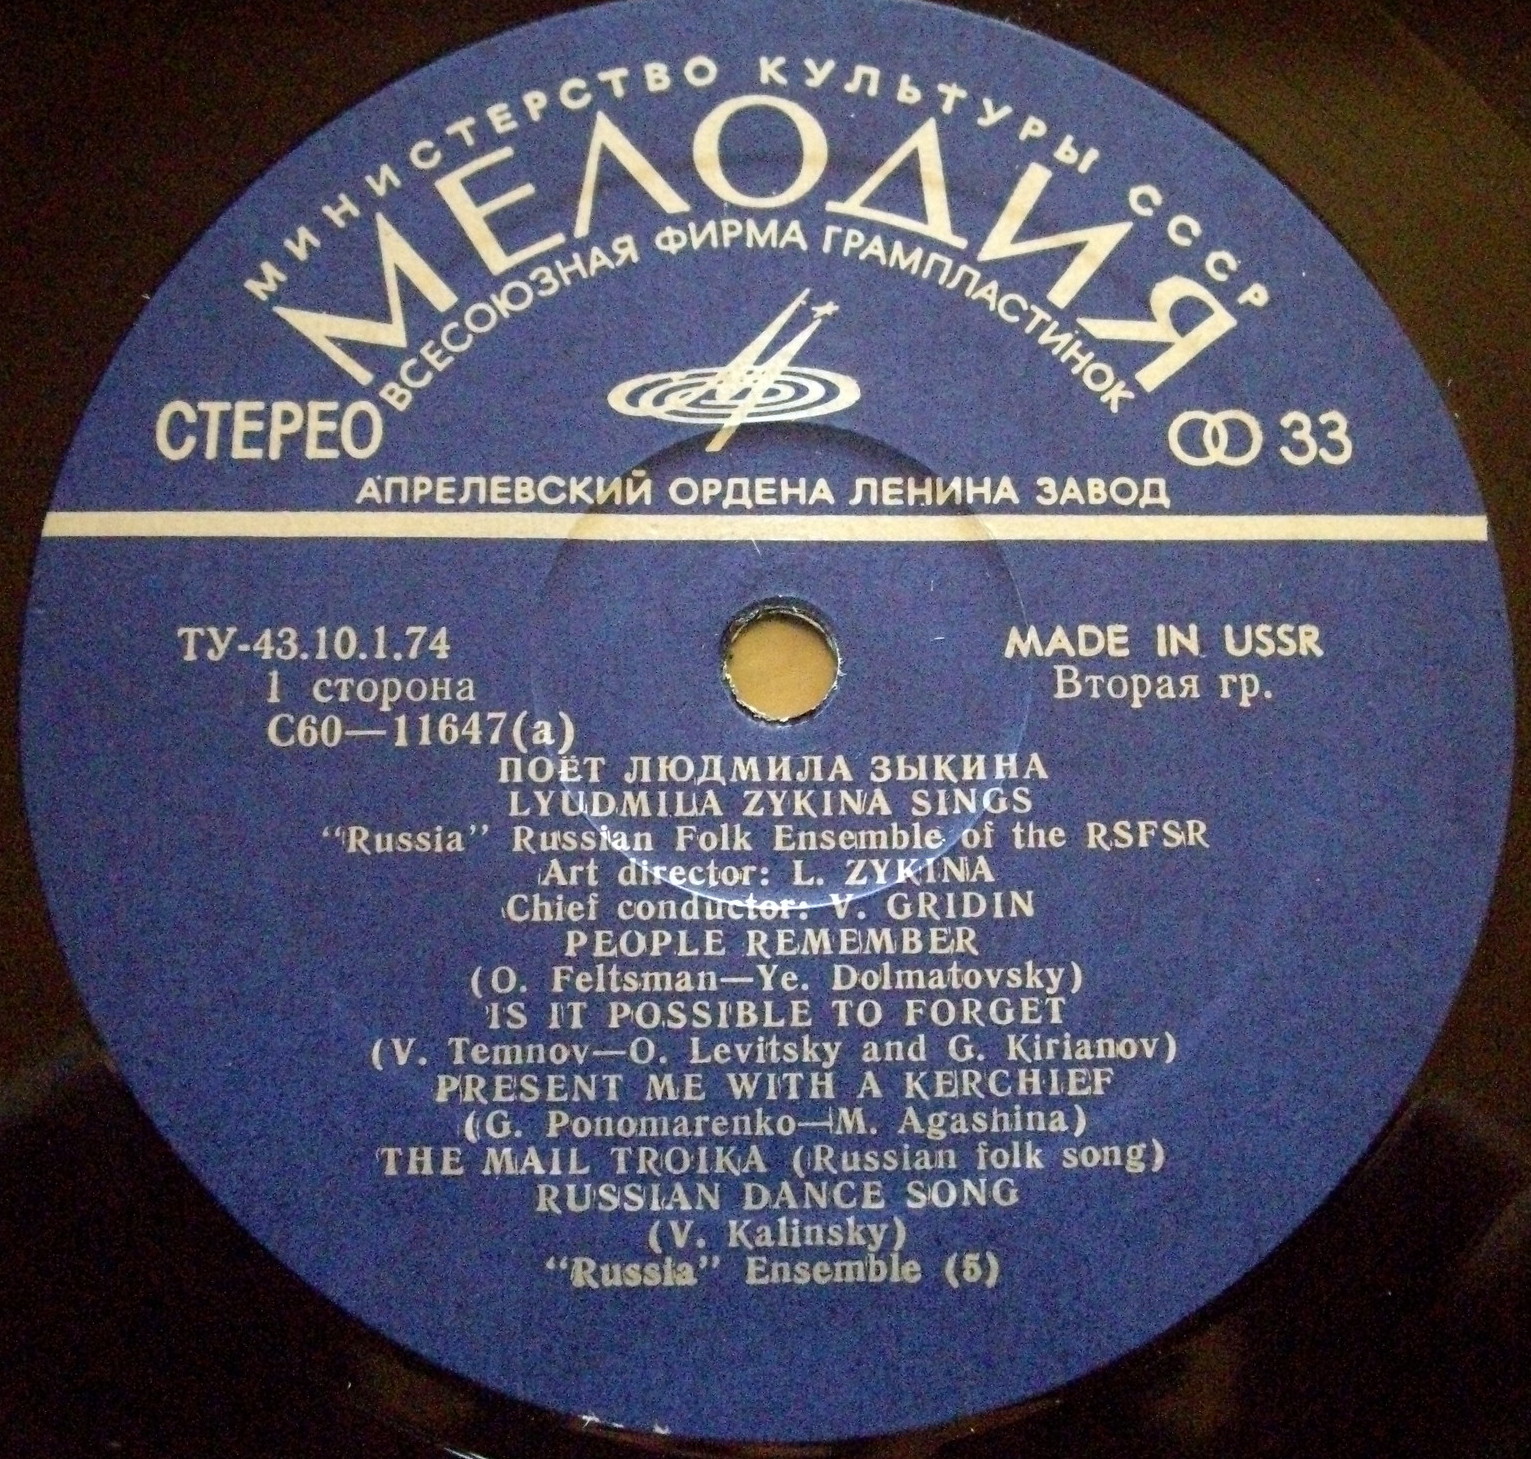 МИНИСТЕРСТВО КУЛЬТУРЫ СССР
МЕЛОДИЯ
ВСЕСОЮЗНАЯ ФИРМА ГРАМПЛАСТИНОК
СТЕРЕО
33
АПРЕЛЕВСКИЙ ОРДЕНА ЛЕНИНА ЗАВОД
ТУ-43.10.1.74
MADE IN USSR
1 сторона
Вторая гр.
С60—11647(а)
ПОЁТ ЛЮДМИЛА ЗЫКИНА
LYUDMILA ZYKINA SINGS
“Russia” Russian Folk Ensemble of the RSFSR
Art director: L. ZYKINA
Chief conductor: V. GRIDIN
PEOPLE REMEMBER
(O. Feltsman—Ye. Dolmatovsky)
IS IT POSSIBLE TO FORGET
(V. Temnov—O. Levitsky and G. Kirianov)
PRESENT ME WITH A KERCHIEF
(G. Ponomarenko—M. Agashina)
THE MAIL TROIKA (Russian folk song)
RUSSIAN DANCE SONG
(V. Kalinsky)
“Russia” Ensemble (5)